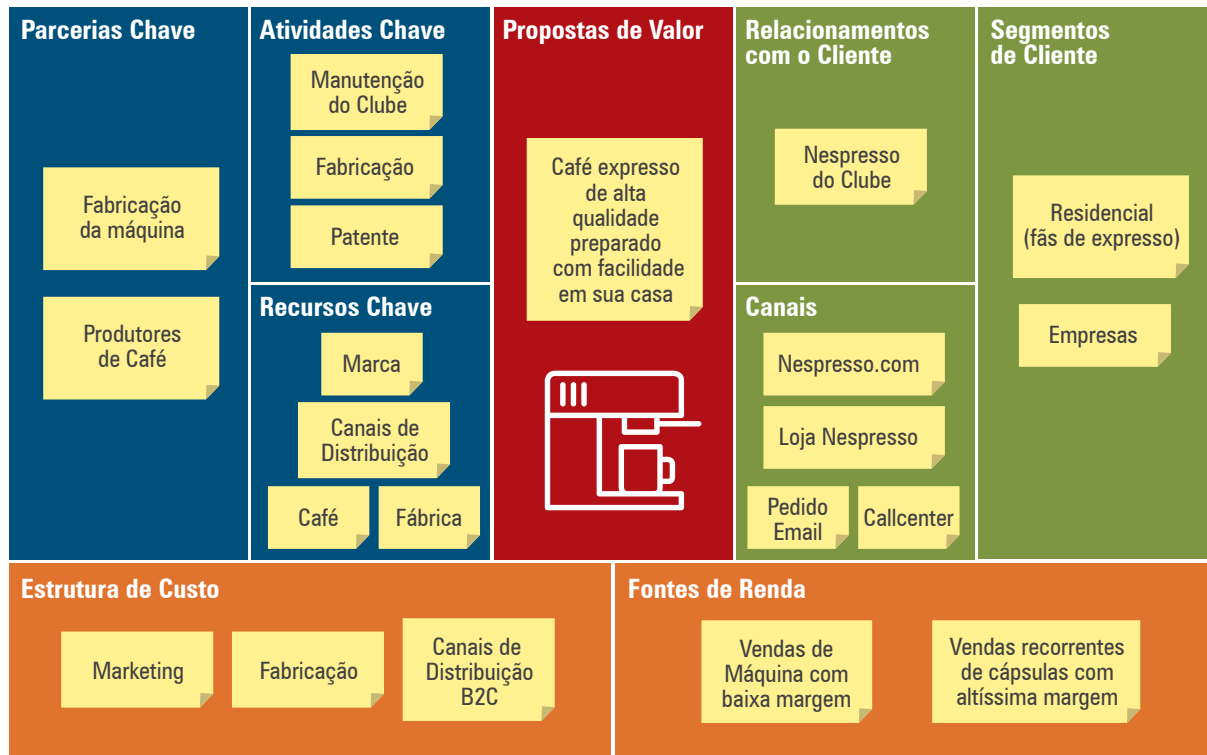 Parcerias Chave
Fabricação
da máquina
Produtores
de Café
Atividades Chave
Manutenção
do Clube
Fabricação
Patente
Recursos Chave
Marca
Canais de
Distribuição
Café
Fábrica
Propostas de Valor
Café expresso
de alta
qualidade
preparado
com facilidade
em sua casa
Relacionamentos
com o Cliente
Nespresso
do Clube
Canais
Nespresso.com
Loja Nespresso
Pedido
Email
Callcenter
Segmentos
de Cliente
Residencial
(fãs de expresso)
Empresas
Estrutura de Custo
Marketing
Fabricação
Canais de
Distribuição
B2C
Fontes de Renda
Vendas de
Máquina com
baixa margem
Vendas recorrentes
de cápsulas com
altíssima margem